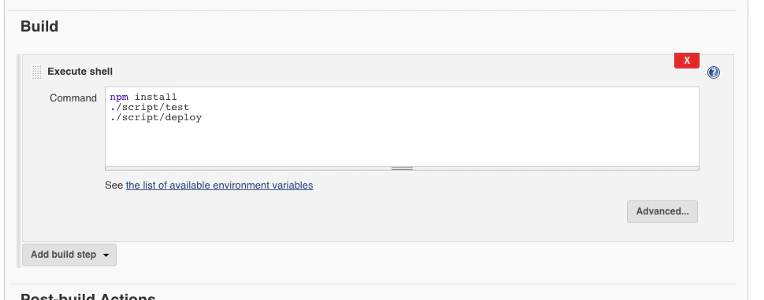 Build
X
Execute shell
Command
npm install
./script/test
./script/deploy
See the list of available environment variables
Advanced...
Add build step
Post-build Actions